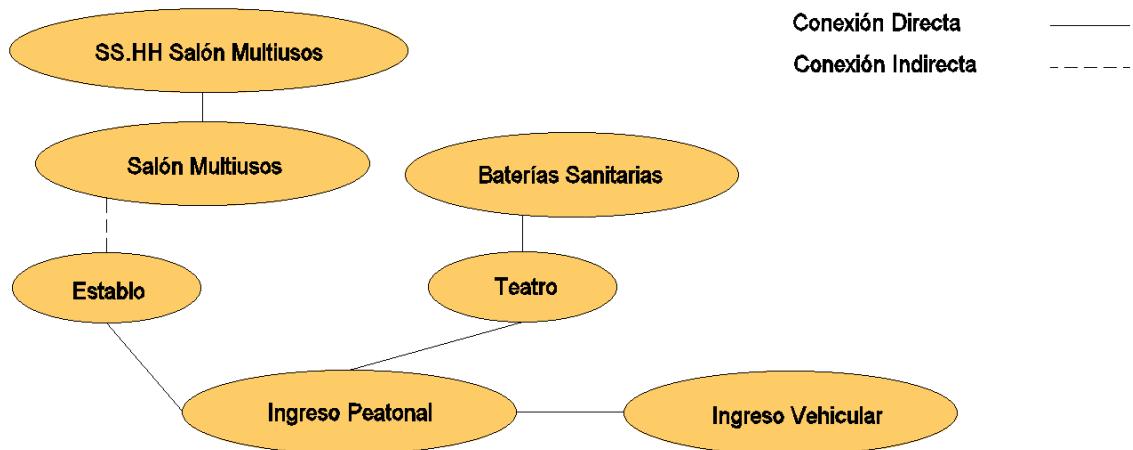 Conexión Directa
Conexión Indirecta
SS.HH Salón Multiusos
Salón Multiusos
Baterías Sanitarias
Establo
Teatro
Ingreso Peatonal
Ingreso Vehicular